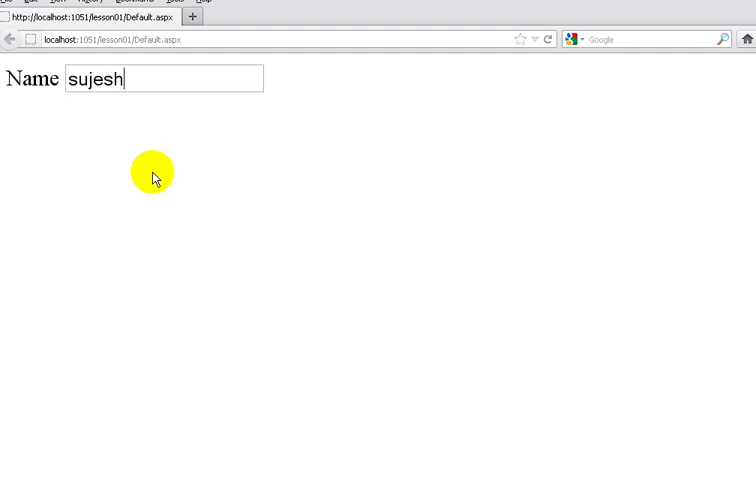 http://localhost:1051/lesson01/Default.aspx
localhost:1051/lesson01/Default.aspx
Google
Name sujesh